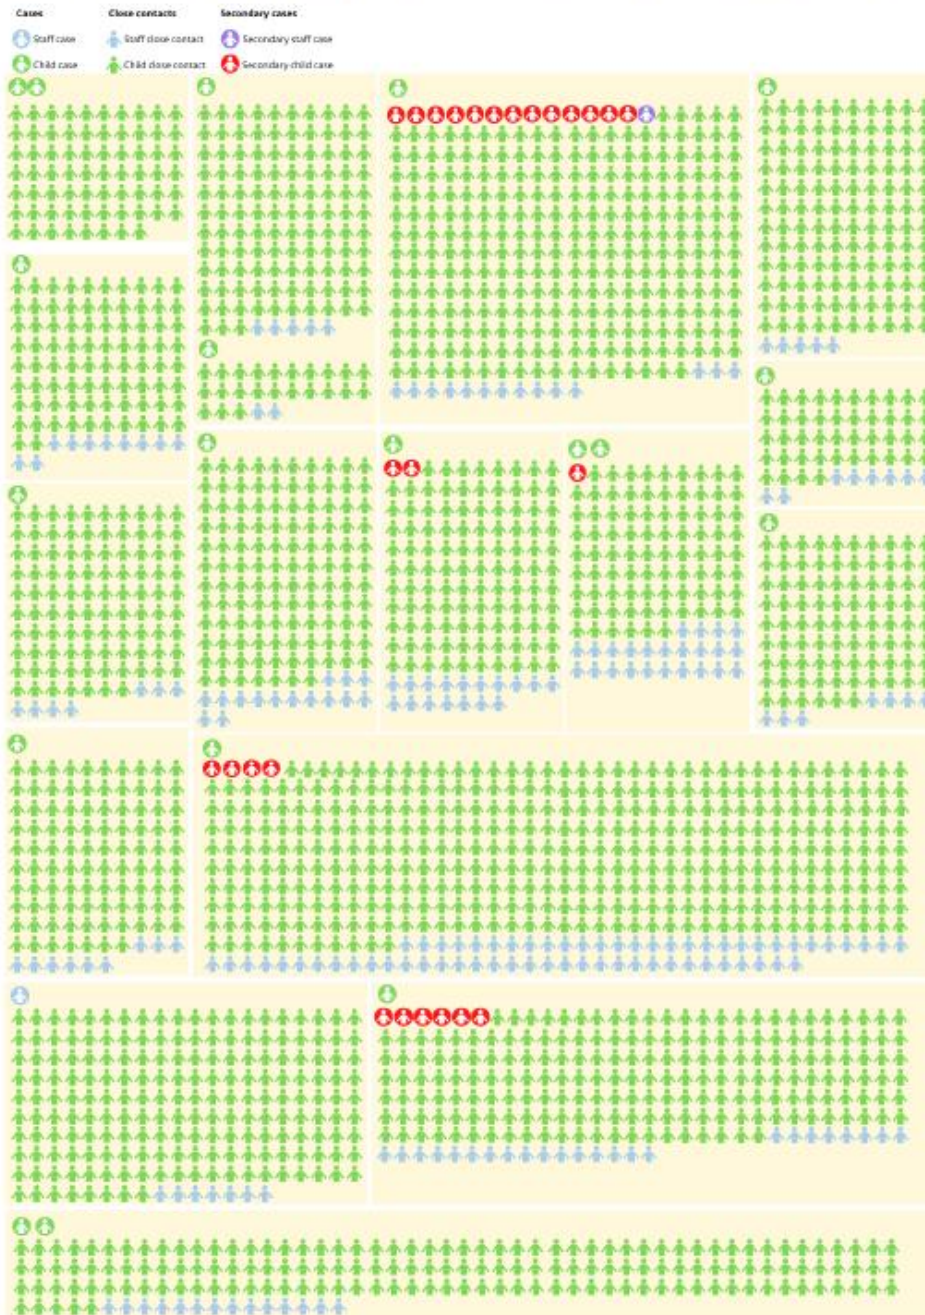 Cases Close contacts Secondary cases
Staff case Staff close contact Secondary staff case
Child case Child close contact Secondary child case